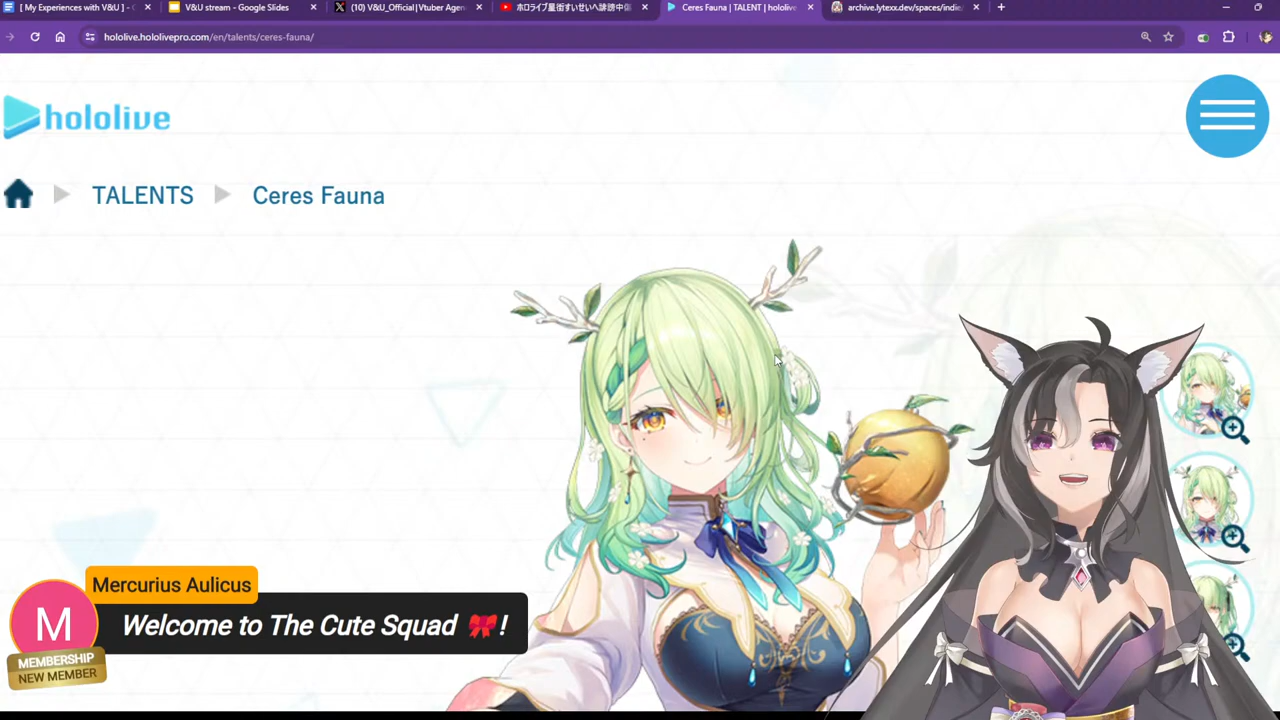 [ My Experiences with V&U ] - G
V&U stream - Google Slides
(10) V&U_Official|Vtuber Agen
ホロライブ星街すいせいへ誹謗中傷
Ceres Fauna | TALENT | hololive
archive.lytexx.dev/spaces/indie
hololive.hololivepro.com/en/talents/ceres-fauna/
hololive
TALENTS
Ceres Fauna
Mercurius Aulicus
M
Welcome to The Cute Squad 🎀!
MEMBERSHIP
NEW MEMBER